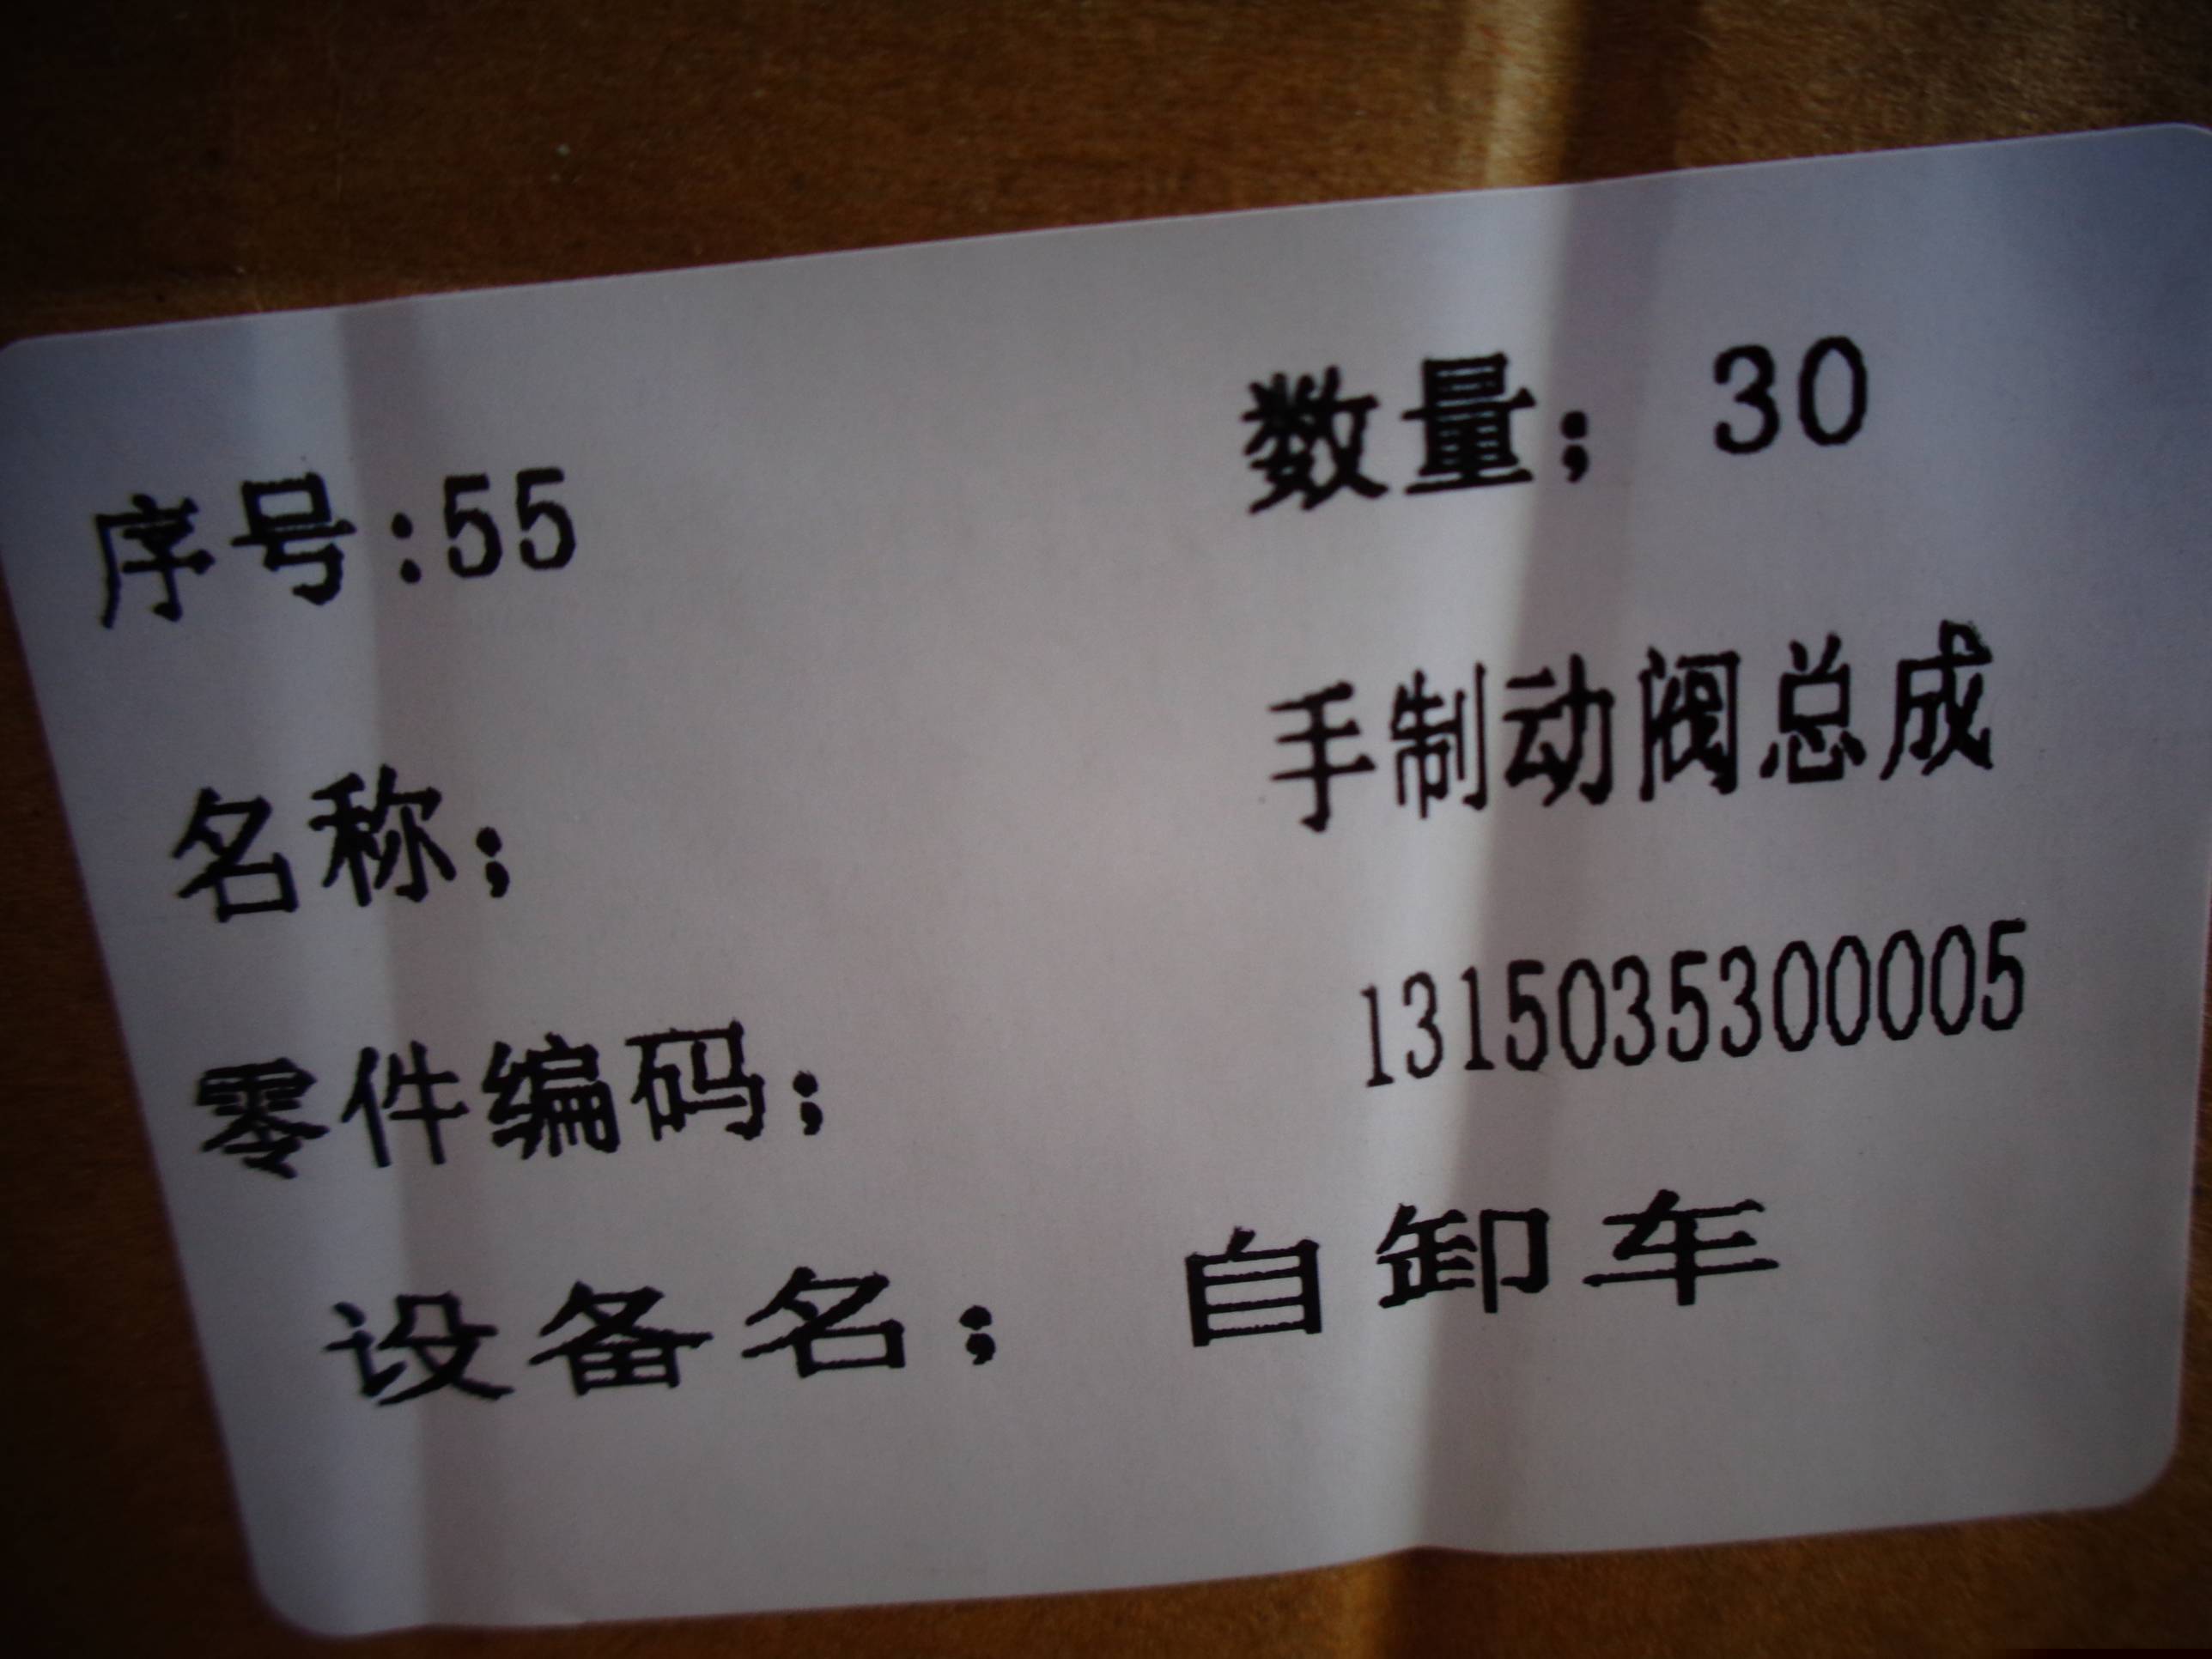 序号:55 数量；30
名称； 手制动阀总成
零件编码； 1315035300005
设备名； 自卸车